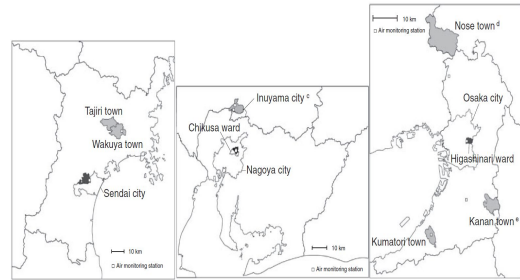 Tajiri town
Wakuya town
Sendai city
10 km
□ Air monitoring station
Inuyama city c
Chikusa ward
Nagoya city
10 km
□ Air monitoring station
10 km
□ Air monitoring station
Nose town d
Osaka city
Higashinari ward
Kanan town e
Kumatori town